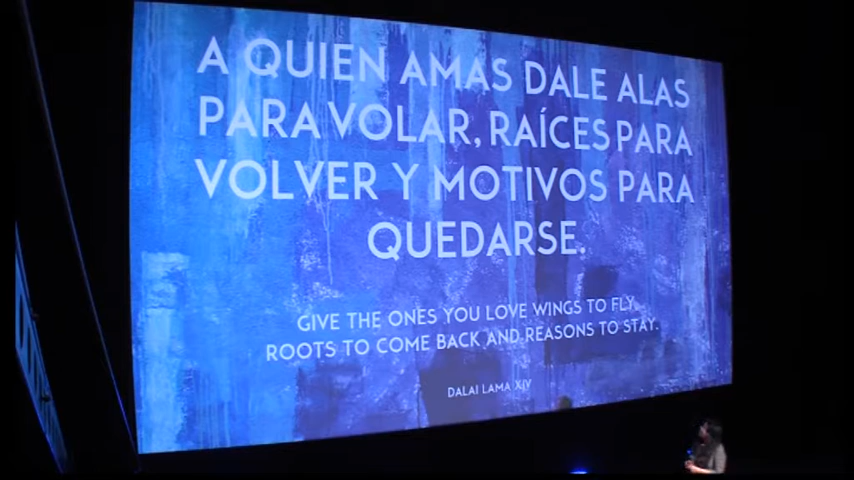 A QUIEN AMAS DALE ALAS
PARA VOLAR, RAÍCES PARA
VOLVER Y MOTIVOS PARA
QUEDARSE.
GIVE THE ONES YOU LOVE WINGS TO FLY
ROOTS TO COME BACK AND REASONS TO STAY.
DALAI LAMA XIV